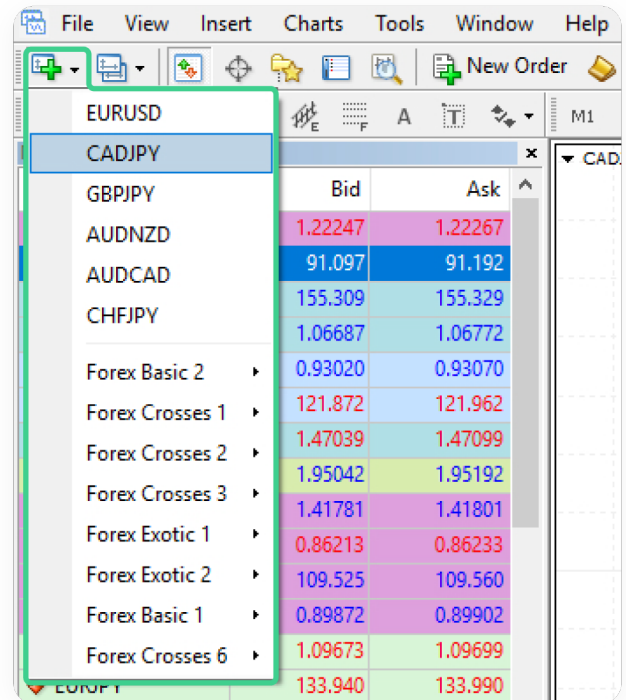 File View Insert Charts Tools Window Help
New Order
EURUSD
E F A T M1
CADJPY
CAD
GBPJPY
Bid Ask
AUDNZD
1.22247 1.22267
AUDCAD
91.097 91.192
CHFJPY
155.309 155.329
1.06687 1.06772
Forex Basic 2
0.93020 0.93070
Forex Crosses 1
121.872 121.962
Forex Crosses 2
1.47039 1.47099
Forex Crosses 3
1.95042 1.95192
1.41781 1.41801
Forex Exotic 1
0.86213 0.86233
Forex Exotic 2
109.525 109.560
Forex Basic 1
0.89872 0.89902
Forex Crosses 6
1.09673 1.09699
EURJPY 133.940 133.990